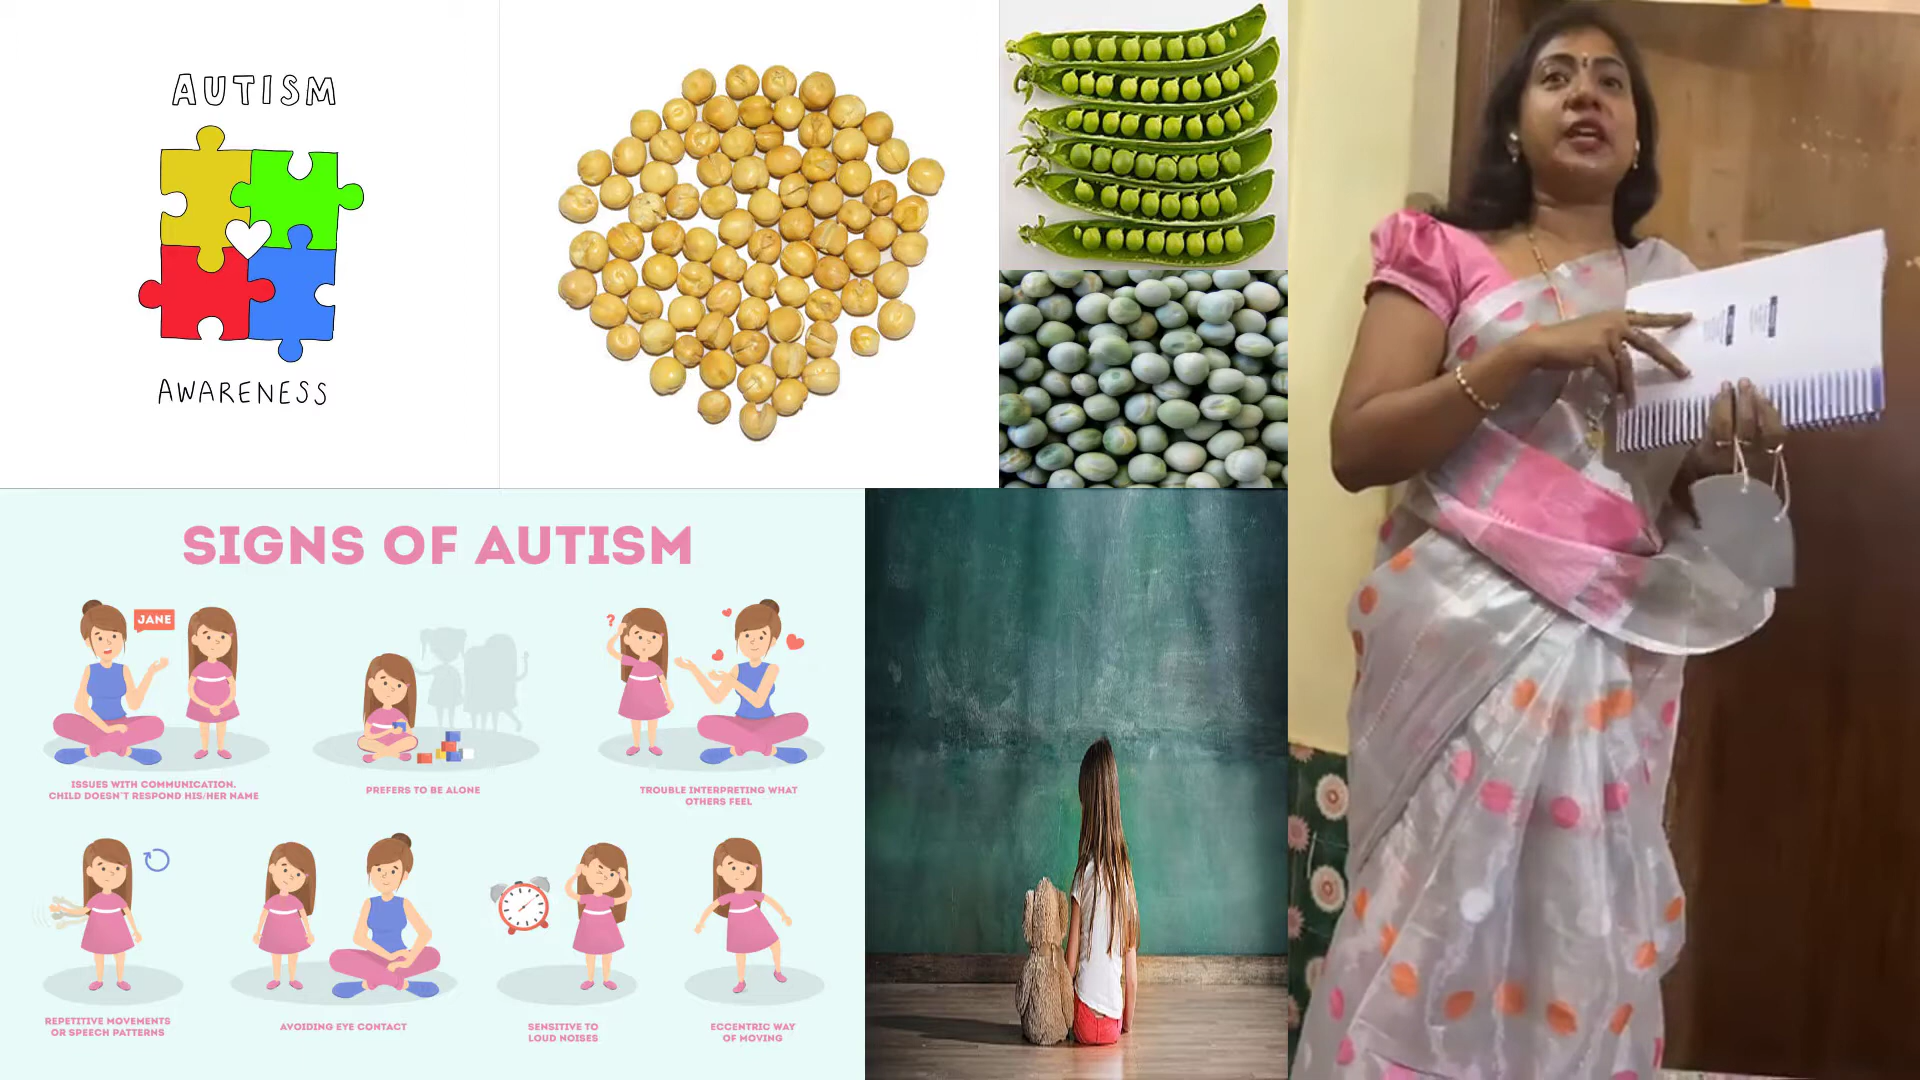 AUTISM
AWARENESS
SIGNS OF AUTISM
JANE
?
ISSUES WITH COMMUNICATION.
CHILD DOESN'T RESPOND HIS/HER NAME
PREFERS TO BE ALONE
TROUBLE INTERPRETING WHAT
OTHERS FEEL
REPETITIVE MOVEMENTS
OR SPEECH PATTERNS
AVOIDING EYE CONTACT
SENSITIVE TO
LOUD NOISES
ECCENTRIC WAY
OF MOVING